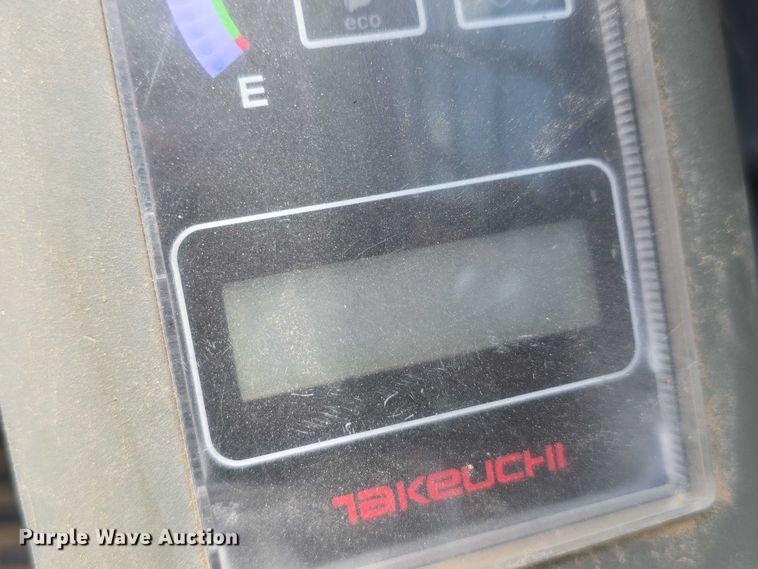 eco
E
TAKEUCHI
Purple Wave Auction